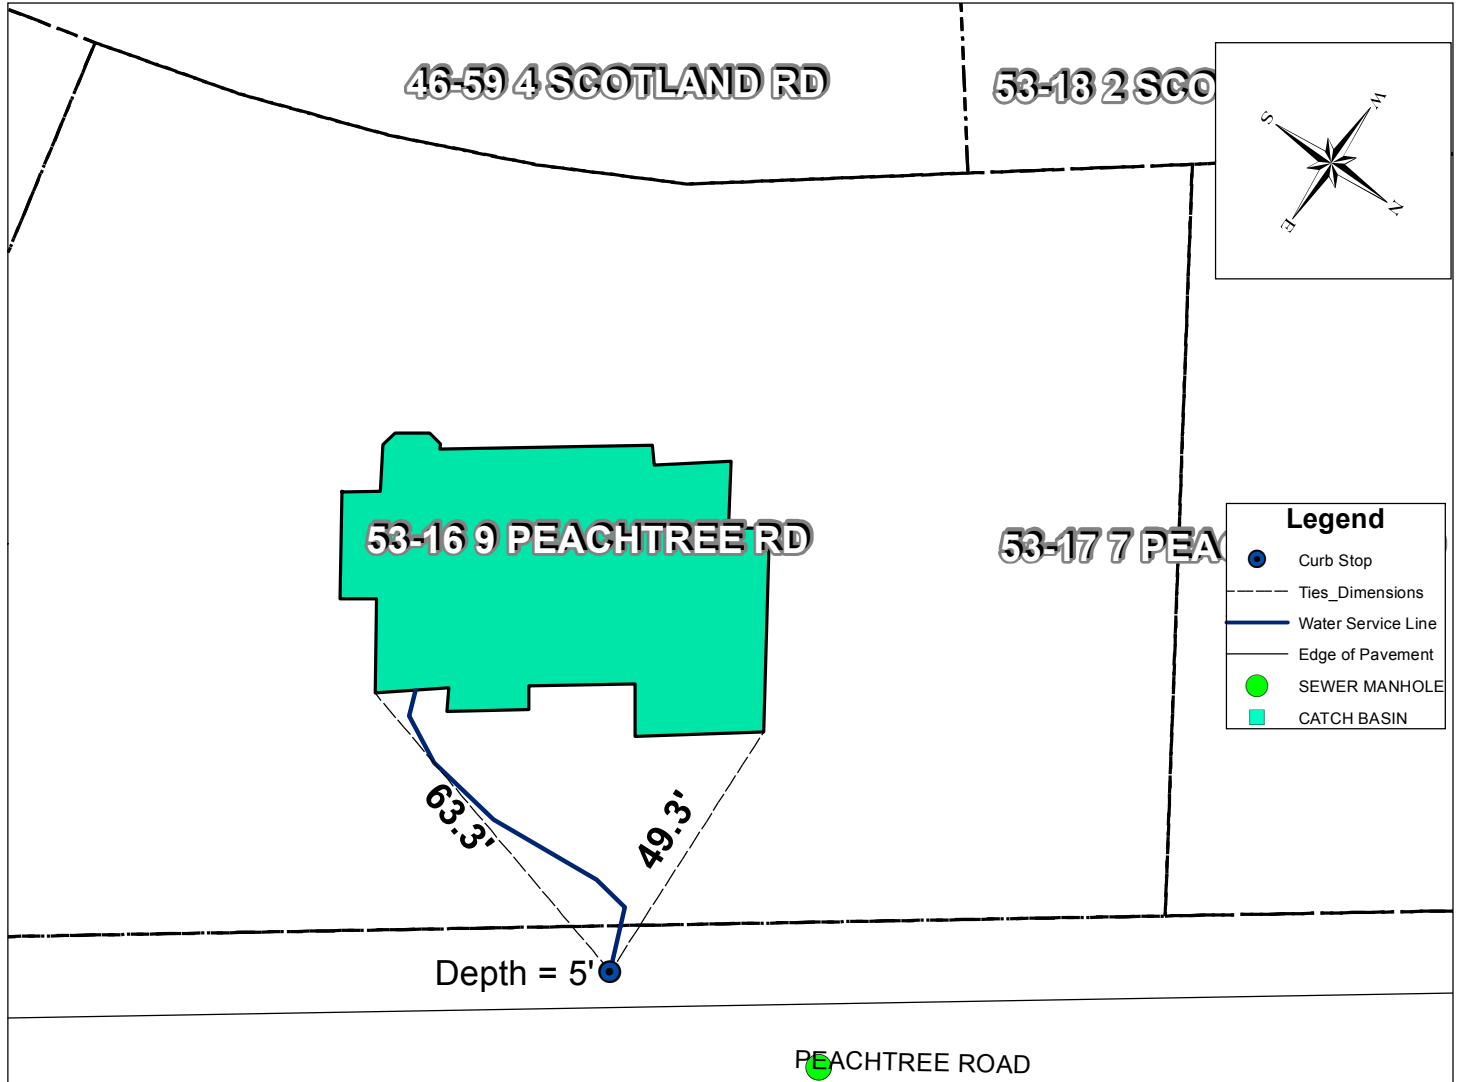 46-59 4 SCOTLAND RD
53-18 2 SCO
S
W
E
N
53-16 9 PEACHTREE RD
53-17 7 PEAC
Legend
Curb Stop
Ties_Dimensions
Water Service Line
Edge of Pavement
SEWER MANHOLE
CATCH BASIN
63.3'
49.3'
Depth = 5'
PEACHTREE ROAD